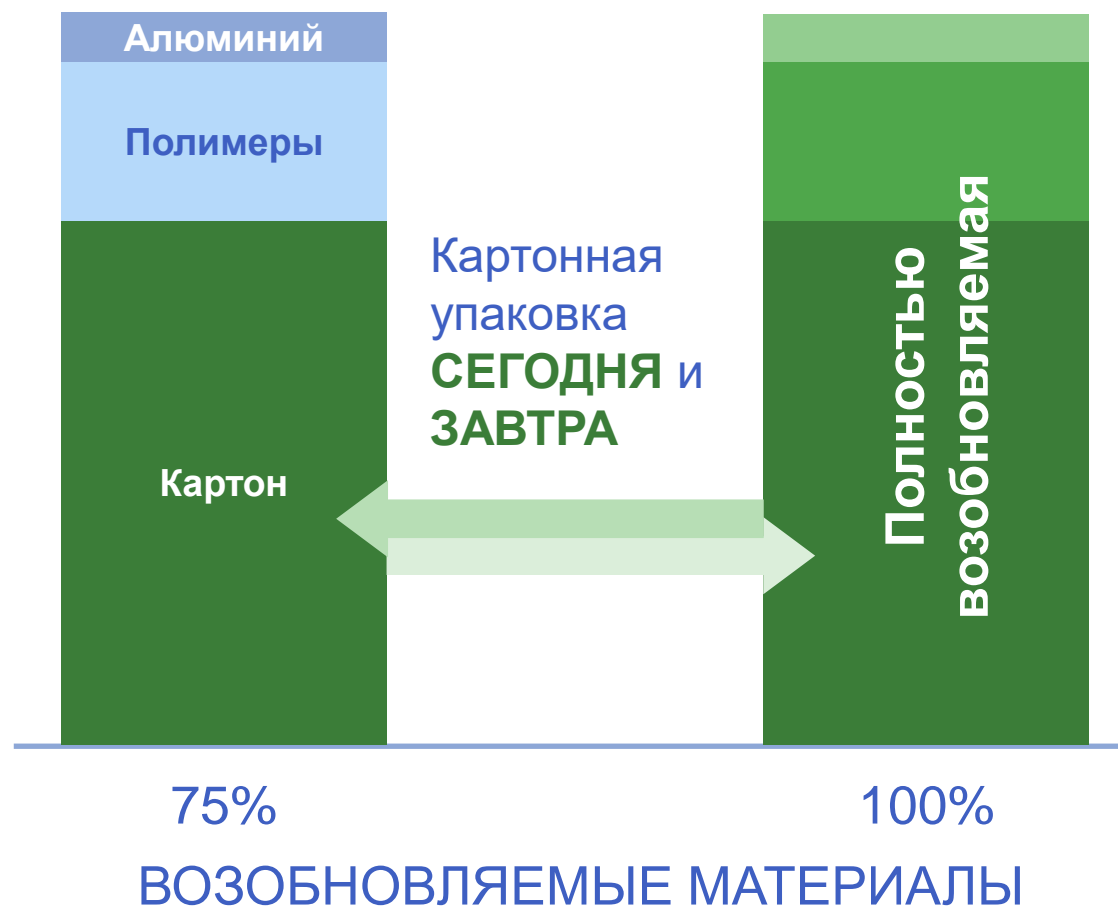 Алюминий
Полимеры
Картон
Картонная
упаковка
СЕГОДНЯ и
ЗАВТРА
Полностью
возобновляемая
75%
100%
ВОЗОБНОВЛЯЕМЫЕ МАТЕРИАЛЫ